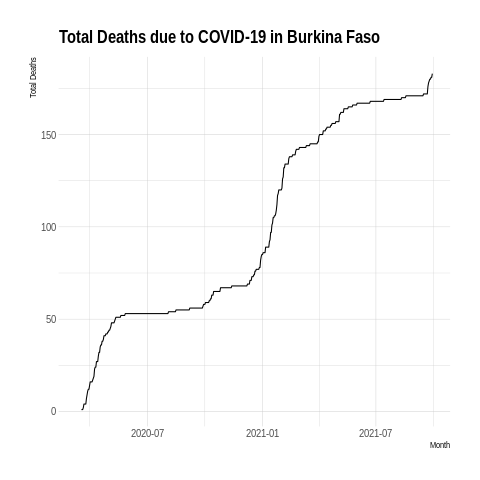 Total Deaths due to COVID-19 in Burkina Faso
Total Deaths
150
100
50
0
2020-07 2021-01 2021-07
Month